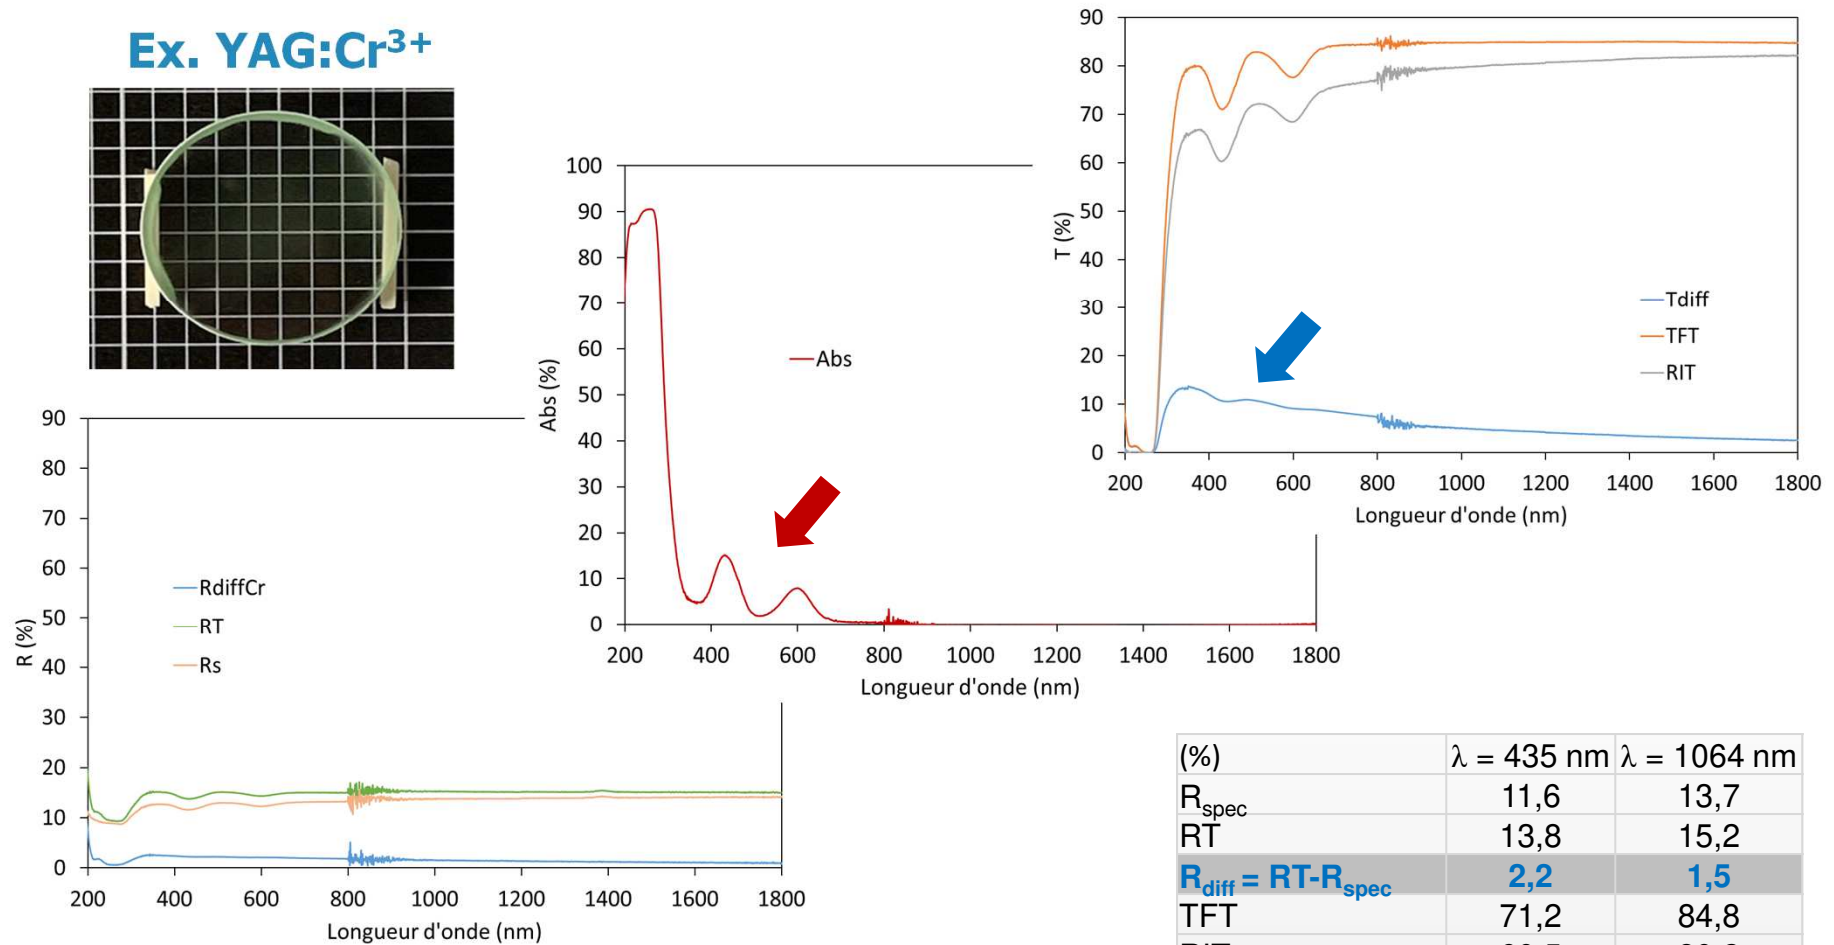 Ex. YAG:Cr³⁺
90
80
70
60
50
40
30
20
10
0
T (%)
Tdiff
TFT
RIT
200 400 600 800 1000 1200 1400 1600 1800
Longueur d'onde (nm)
100
90
80
70
60
50
40
30
20
10
0
Abs (%)
Abs
200 400 600 800 1000 1200 1400 1600 1800
Longueur d'onde (nm)
90
80
70
60
50
40
30
20
10
0
R (%)
RdiffCr
RT
Rs
200 400 600 800 1000 1200 1400 1600 1800
Longueur d'onde (nm)
(%) λ = 435 nm λ = 1064 nm
Rspec 11,6 13,7
RT 13,8 15,2
Rdiff = RT-Rspec 2,2 1,5
TFT 71,2 84,8